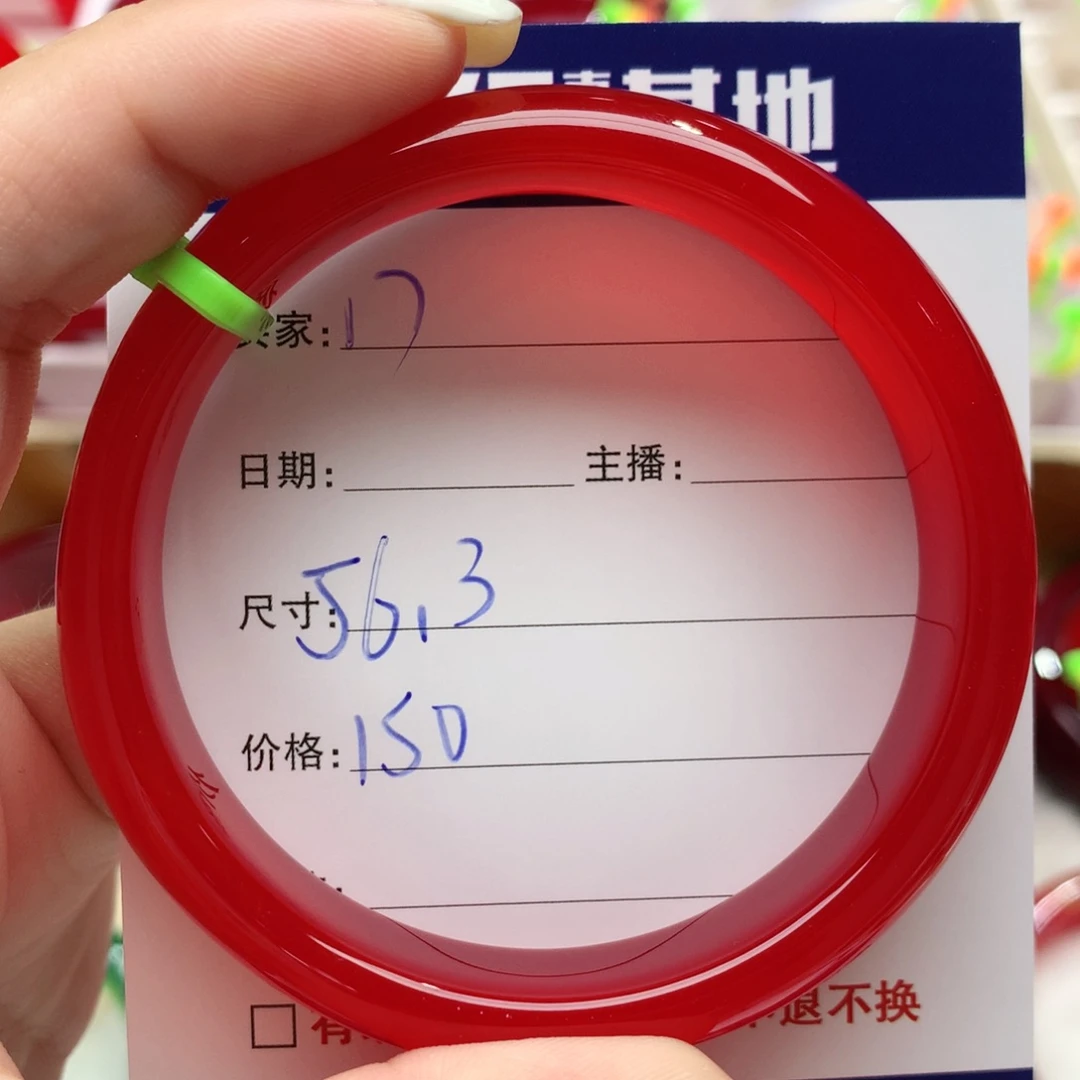 基地
家: 17
日期: 主播:
尺寸: 56.3
价格: 150
退不换